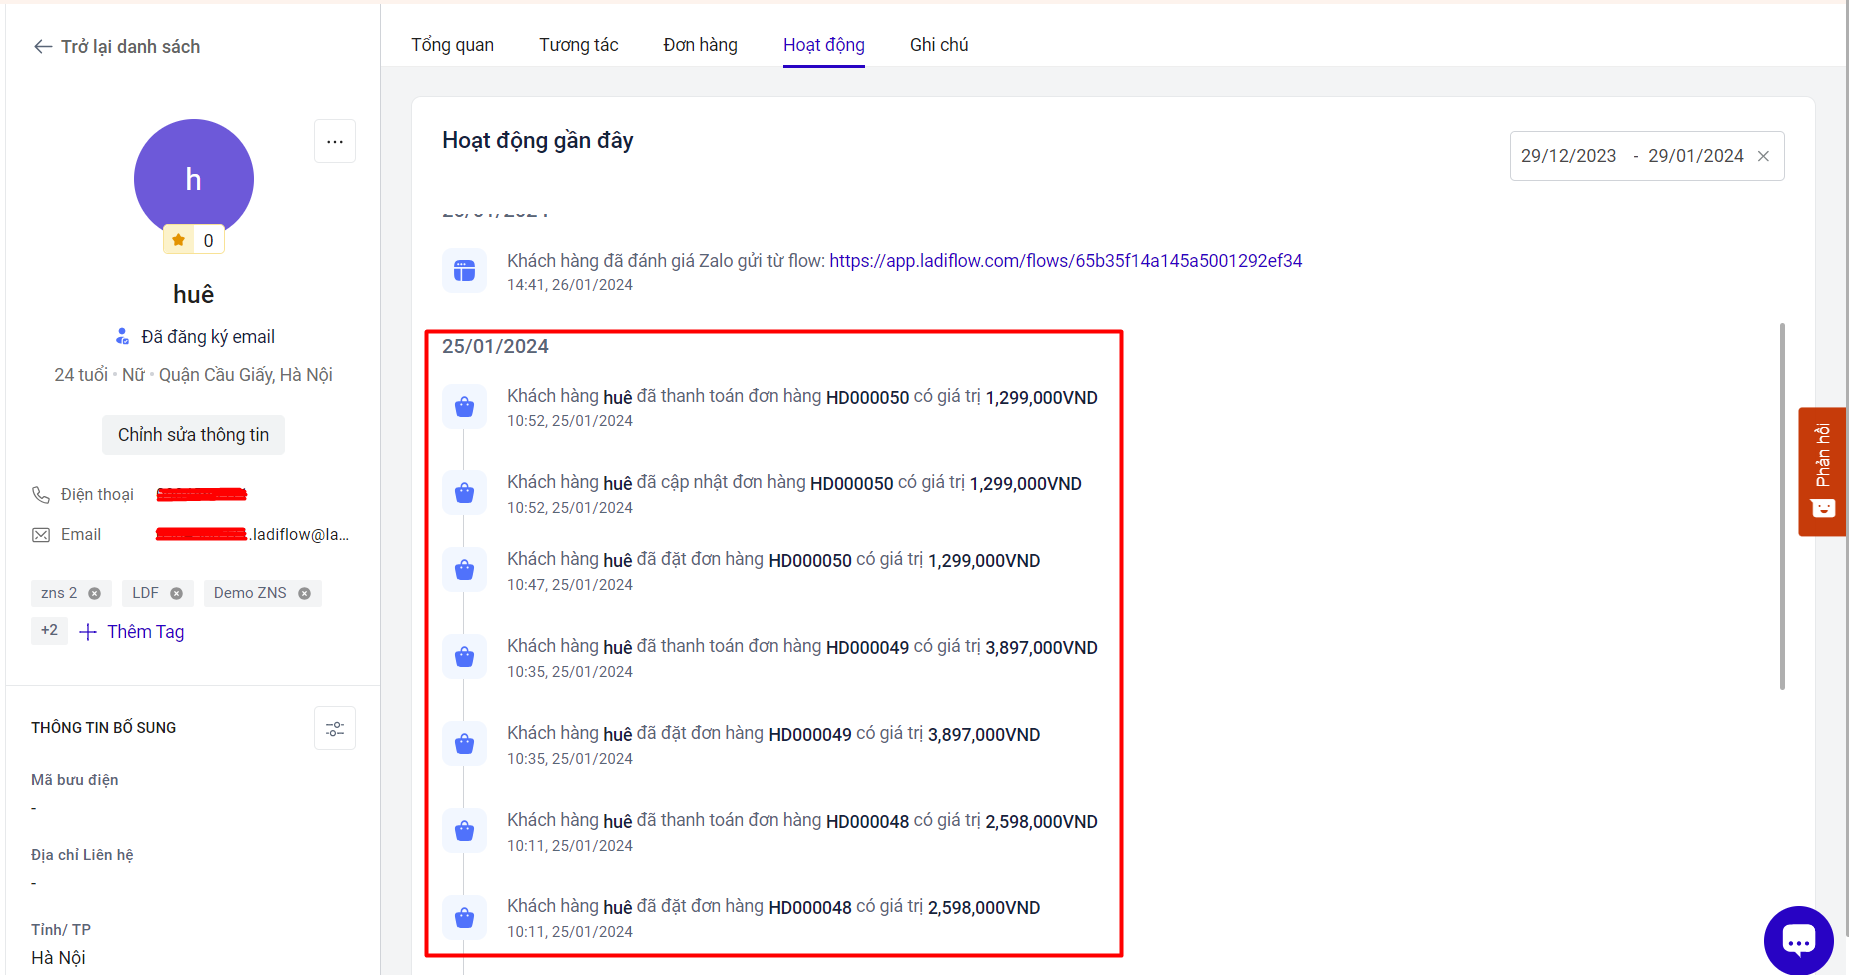 Trở lại danh sách
Tổng quan
Tương tác
Đơn hàng
Hoạt động
Ghi chú
h
0
huê
Đã đăng ký email
24 tuổi • Nữ • Quận Cầu Giấy, Hà Nội
Chỉnh sửa thông tin
Điện thoại
Email
.ladiflow@la...
zns 2
LDF
Demo ZNS
+2
Thêm Tag
THÔNG TIN BỔ SUNG
Mã bưu điện
-
Địa chỉ Liên hệ
-
Tỉnh/ TP
Hà Nội
Hoạt động gần đây
29/12/2023 - 29/01/2024
Khách hàng đã đánh giá Zalo gửi từ flow: https://app.ladiflow.com/flows/65b35f14a145a5001292ef34
14:41, 26/01/2024
25/01/2024
Khách hàng huê đã thanh toán đơn hàng HD000050 có giá trị 1,299,000VND
10:52, 25/01/2024
Khách hàng huê đã cập nhật đơn hàng HD000050 có giá trị 1,299,000VND
10:52, 25/01/2024
Khách hàng huê đã đặt đơn hàng HD000050 có giá trị 1,299,000VND
10:47, 25/01/2024
Khách hàng huê đã thanh toán đơn hàng HD000049 có giá trị 3,897,000VND
10:35, 25/01/2024
Khách hàng huê đã đặt đơn hàng HD000049 có giá trị 3,897,000VND
10:35, 25/01/2024
Khách hàng huê đã thanh toán đơn hàng HD000048 có giá trị 2,598,000VND
10:11, 25/01/2024
Khách hàng huê đã đặt đơn hàng HD000048 có giá trị 2,598,000VND
10:11, 25/01/2024
Phản hồi